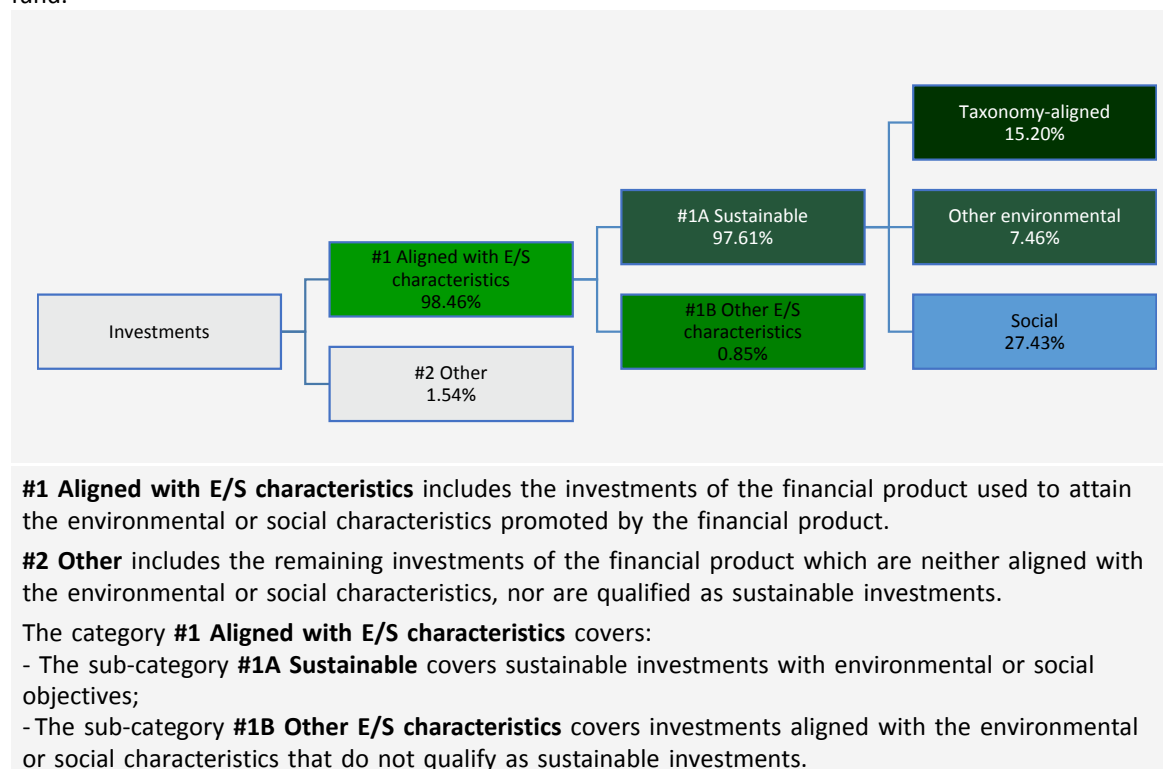 Taxonomy-aligned
15.20%
#1A Sustainable
97.61%
Other environmental
7.46%
#1 Aligned with E/S
characteristics
98.46%
Investments
#1B Other E/S
characteristics
0.85%
Social
27.43%
#2 Other
1.54%
#1 Aligned with E/S characteristics includes the investments of the financial product used to attain
the environmental or social characteristics promoted by the financial product.
#2 Other includes the remaining investments of the financial product which are neither aligned with
the environmental or social characteristics, nor are qualified as sustainable investments.
The category #1 Aligned with E/S characteristics covers:
- The sub-category #1A Sustainable covers sustainable investments with environmental or social
objectives;
- The sub-category #1B Other E/S characteristics covers investments aligned with the environmental
or social characteristics that do not qualify as sustainable investments.